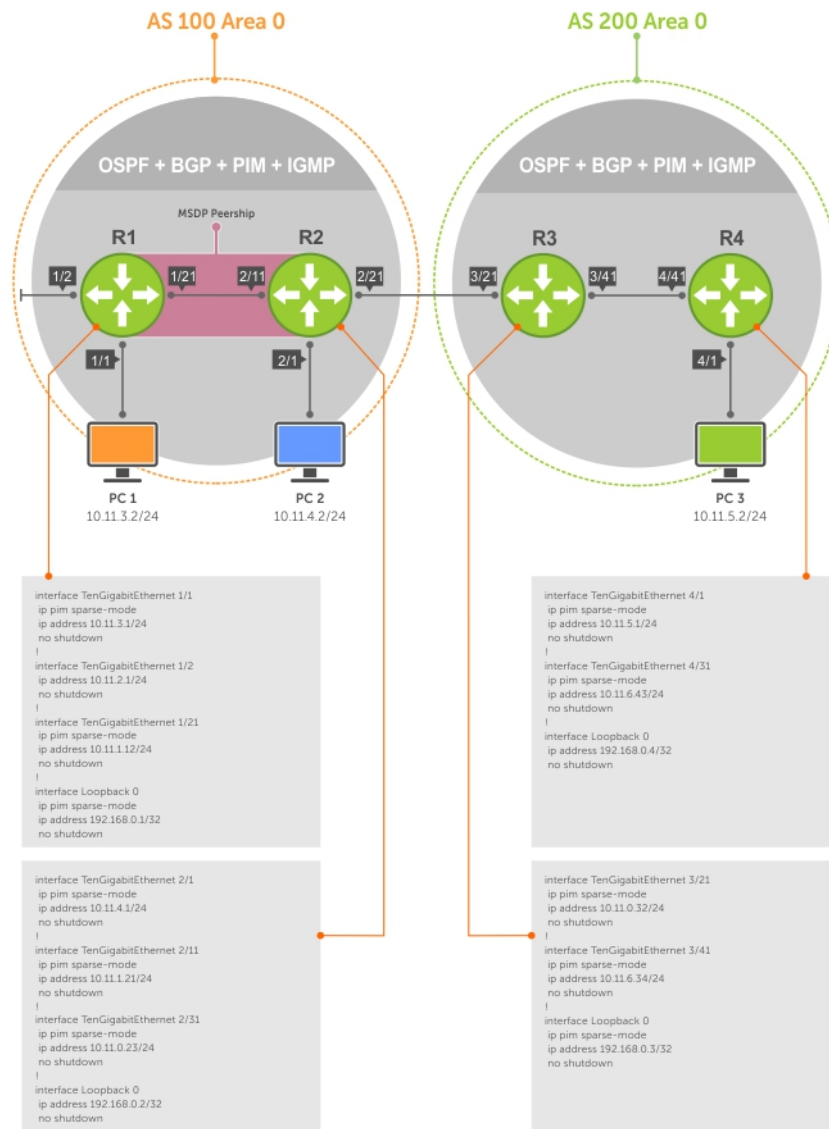 AS 100 Area 0
AS 200 Area 0
OSPF + BGP + PIM + IGMP
OSPF + BGP + PIM + IGMP
MSDP Peership
R1
R2
R3
R4
1/2
1/21
2/11
2/21
3/21
3/41
4/41
1/1
2/1
4/1
PC 1
10.11.3.2/24
PC 2
10.11.4.2/24
PC 3
10.11.5.2/24
interface TenGigabitEthernet 1/1
ip pim sparse-mode
ip address 10.11.3.1/24
no shutdown
!
interface TenGigabitEthernet 1/2
ip address 10.11.2.1/24
no shutdown
!
interface TenGigabitEthernet 1/21
ip pim sparse-mode
ip address 10.11.1.12/24
no shutdown
!
interface Loopback 0
ip pim sparse-mode
ip address 192.168.0.1/32
no shutdown
interface TenGigabitEthernet 4/1
ip pim sparse-mode
ip address 10.11.5.1/24
no shutdown
!
interface TenGigabitEthernet 4/31
ip pim sparse-mode
ip address 10.11.6.43/24
no shutdown
!
interface Loopback 0
ip address 192.168.0.4/32
no shutdown
interface TenGigabitEthernet 2/1
ip pim sparse-mode
ip address 10.11.4.1/24
no shutdown
!
interface TenGigabitEthernet 2/11
ip pim sparse-mode
ip address 10.11.1.21/24
no shutdown
!
interface TenGigabitEthernet 2/31
ip pim sparse-mode
ip address 10.11.0.23/24
no shutdown
!
interface Loopback 0
ip address 192.168.0.2/32
no shutdown
interface TenGigabitEthernet 3/21
ip pim sparse-mode
ip address 10.11.0.32/24
no shutdown
!
interface TenGigabitEthernet 3/41
ip pim sparse-mode
ip address 10.11.6.34/24
no shutdown
!
interface Loopback 0
ip pim sparse-mode
ip address 192.168.0.3/32
no shutdown